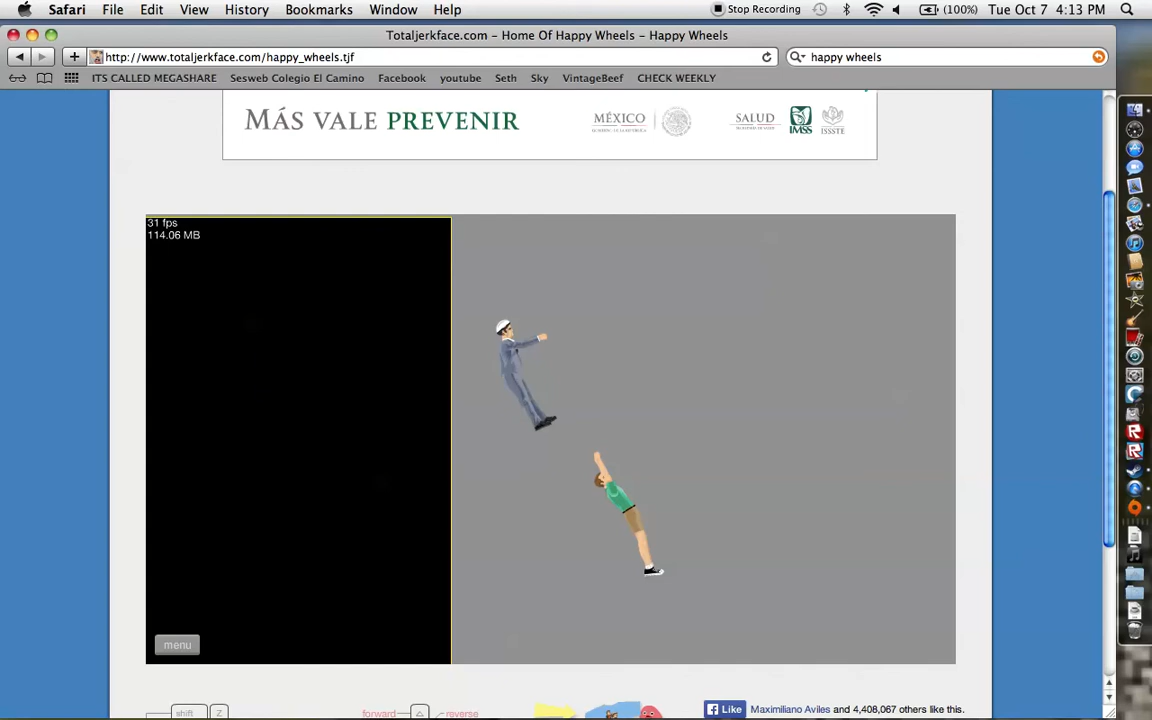 Safari File Edit View History Bookmarks Window Help Stop Recording (100%) Tue Oct 7 4:13 PM
Totaljerkface.com – Home Of Happy Wheels – Happy Wheels
http://www.totaljerkface.com/happy_wheels.tjf happy wheels
ITS CALLED MEGASHARE Sesweb Colegio El Camino Facebook youtube Seth Sky VintageBeef CHECK WEEKLY
MÁS VALE PREVENIR MÉXICO SALUD IMSS ISSSTE
31 fps
114.06 MB
menu
shift Z forward reverse Like Maximiliano Aviles and 4,408,067 others like this.